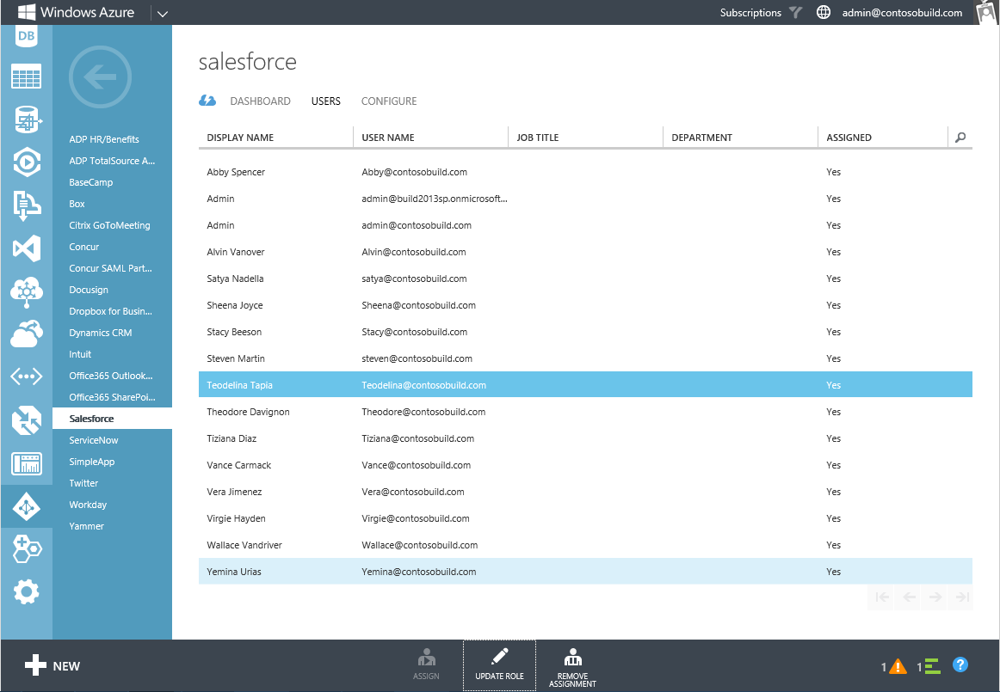 Windows Azure
Subscriptions
admin@contosobuild.com
DB
ADP HR/Benefits
ADP TotalSource A...
BaseCamp
Box
Citrix GoToMeeting
Concur
Concur SAML Part...
Docusign
Dropbox for Busin...
Dynamics CRM
Intuit
Office365 Outlook...
Office365 SharePoi...
Salesforce
ServiceNow
SimpleApp
Twitter
Workday
Yammer
salesforce
DASHBOARD USERS CONFIGURE
DISPLAY NAME USER NAME JOB TITLE DEPARTMENT ASSIGNED
Abby Spencer Abby@contosobuild.com Yes
Admin admin@build2013sp.onmicrosoft... Yes
Admin admin@contosobuild.com Yes
Alvin Vanover Alvin@contosobuild.com Yes
Satya Nadella satya@contosobuild.com Yes
Sheena Joyce Sheena@contosobuild.com Yes
Stacy Beeson Stacy@contosobuild.com Yes
Steven Martin steven@contosobuild.com Yes
Teodelina Tapia Teodelina@contosobuild.com Yes
Theodore Davignon Theodore@contosobuild.com Yes
Tiziana Diaz Tiziana@contosobuild.com Yes
Vance Carmack Vance@contosobuild.com Yes
Vera Jimenez Vera@contosobuild.com Yes
Virgie Hayden Virgie@contosobuild.com Yes
Wallace Vandriver Wallace@contosobuild.com Yes
Yemina Urias Yemina@contosobuild.com Yes
NEW
ASSIGN
UPDATE ROLE
REMOVE
ASSIGNMENT
1 1 ?